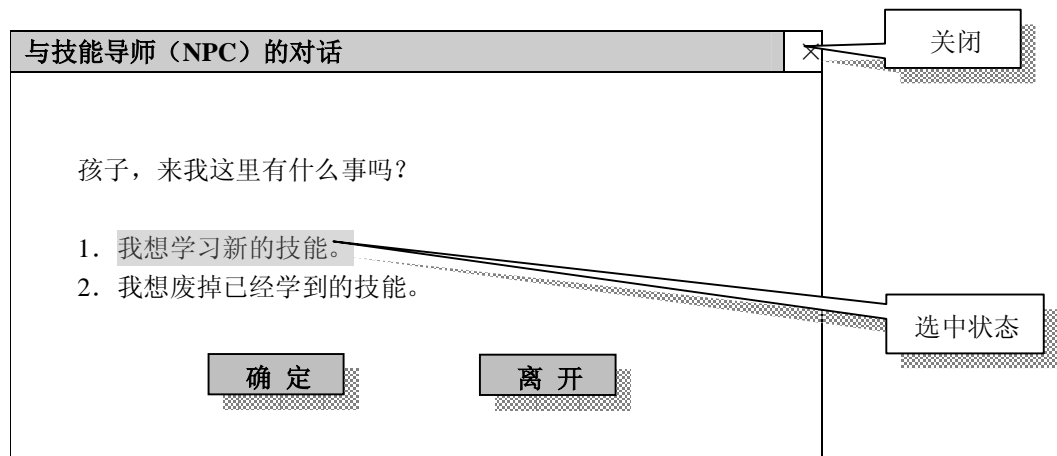 与技能导师（NPC）的对话
×
关闭
孩子，来我这里有什么事吗？
1．我想学习新的技能。
2．我想废掉已经学到的技能。
选中状态
确 定
离 开